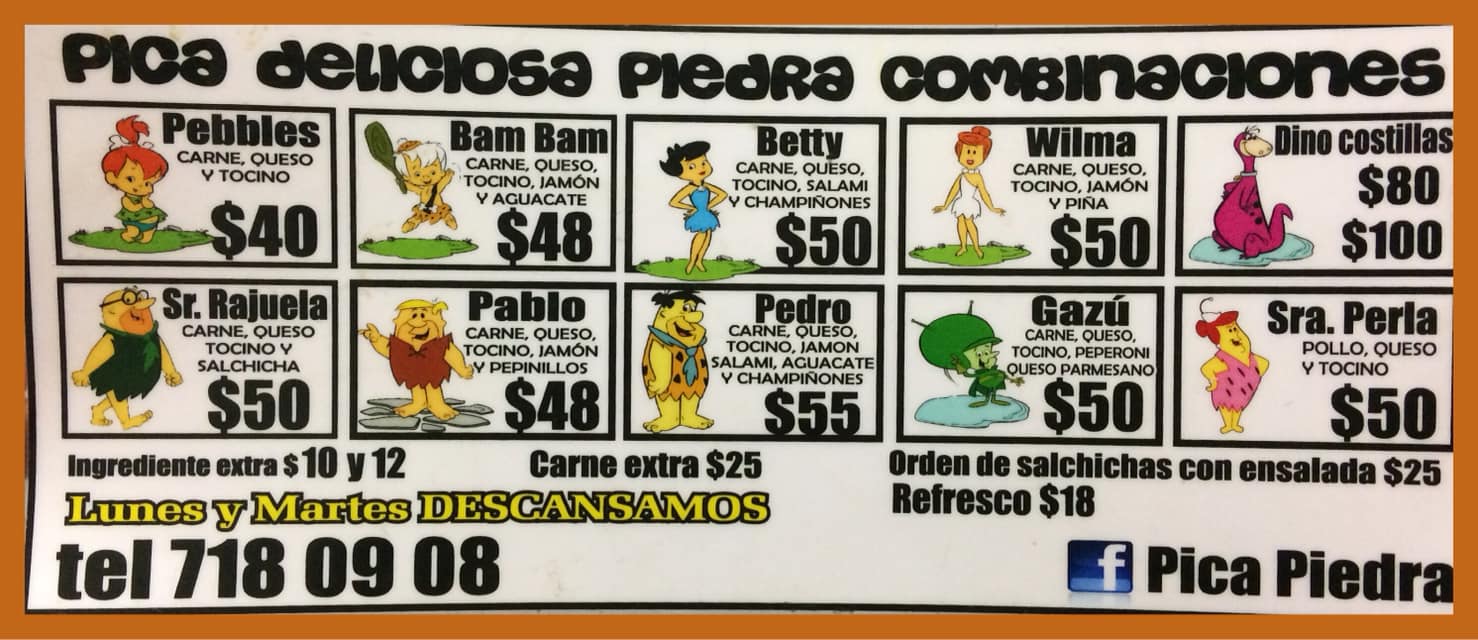 Pica deliciosa Piedra combinaciones
Pebbles
CARNE, QUESO
Y TOCINO
$40
Bam Bam
CARNE, QUESO,
TOCINO, JAMÓN
Y AGUACATE
$48
Betty
CARNE, QUESO,
TOCINO, SALAMI
Y CHAMPIÑONES
$50
Wilma
CARNE, QUESO,
TOCINO, JAMÓN
Y PIÑA
$50
Dino costillas
$80
$100
Sr. Rajuela
CARNE, QUESO
TOCINO Y
SALCHICHA
$50
Pablo
CARNE, QUESO,
TOCINO, JAMÓN
Y PEPINILLOS
$48
Pedro
CARNE, QUESO,
TOCINO, JAMON
SALAMI, AGUACATE
Y CHAMPIÑONES
$55
Gazú
CARNE, QUESO,
TOCINO, PEPERONI
QUESO PARMESANO
$50
Sra. Perla
POLLO, QUESO
Y TOCINO
$50
Ingrediente extra $10 y 12
Carne extra $25
Orden de salchichas con ensalada $25
Refresco $18
Lunes y Martes DESCANSAMOS
tel 718 09 08
f Pica Piedra